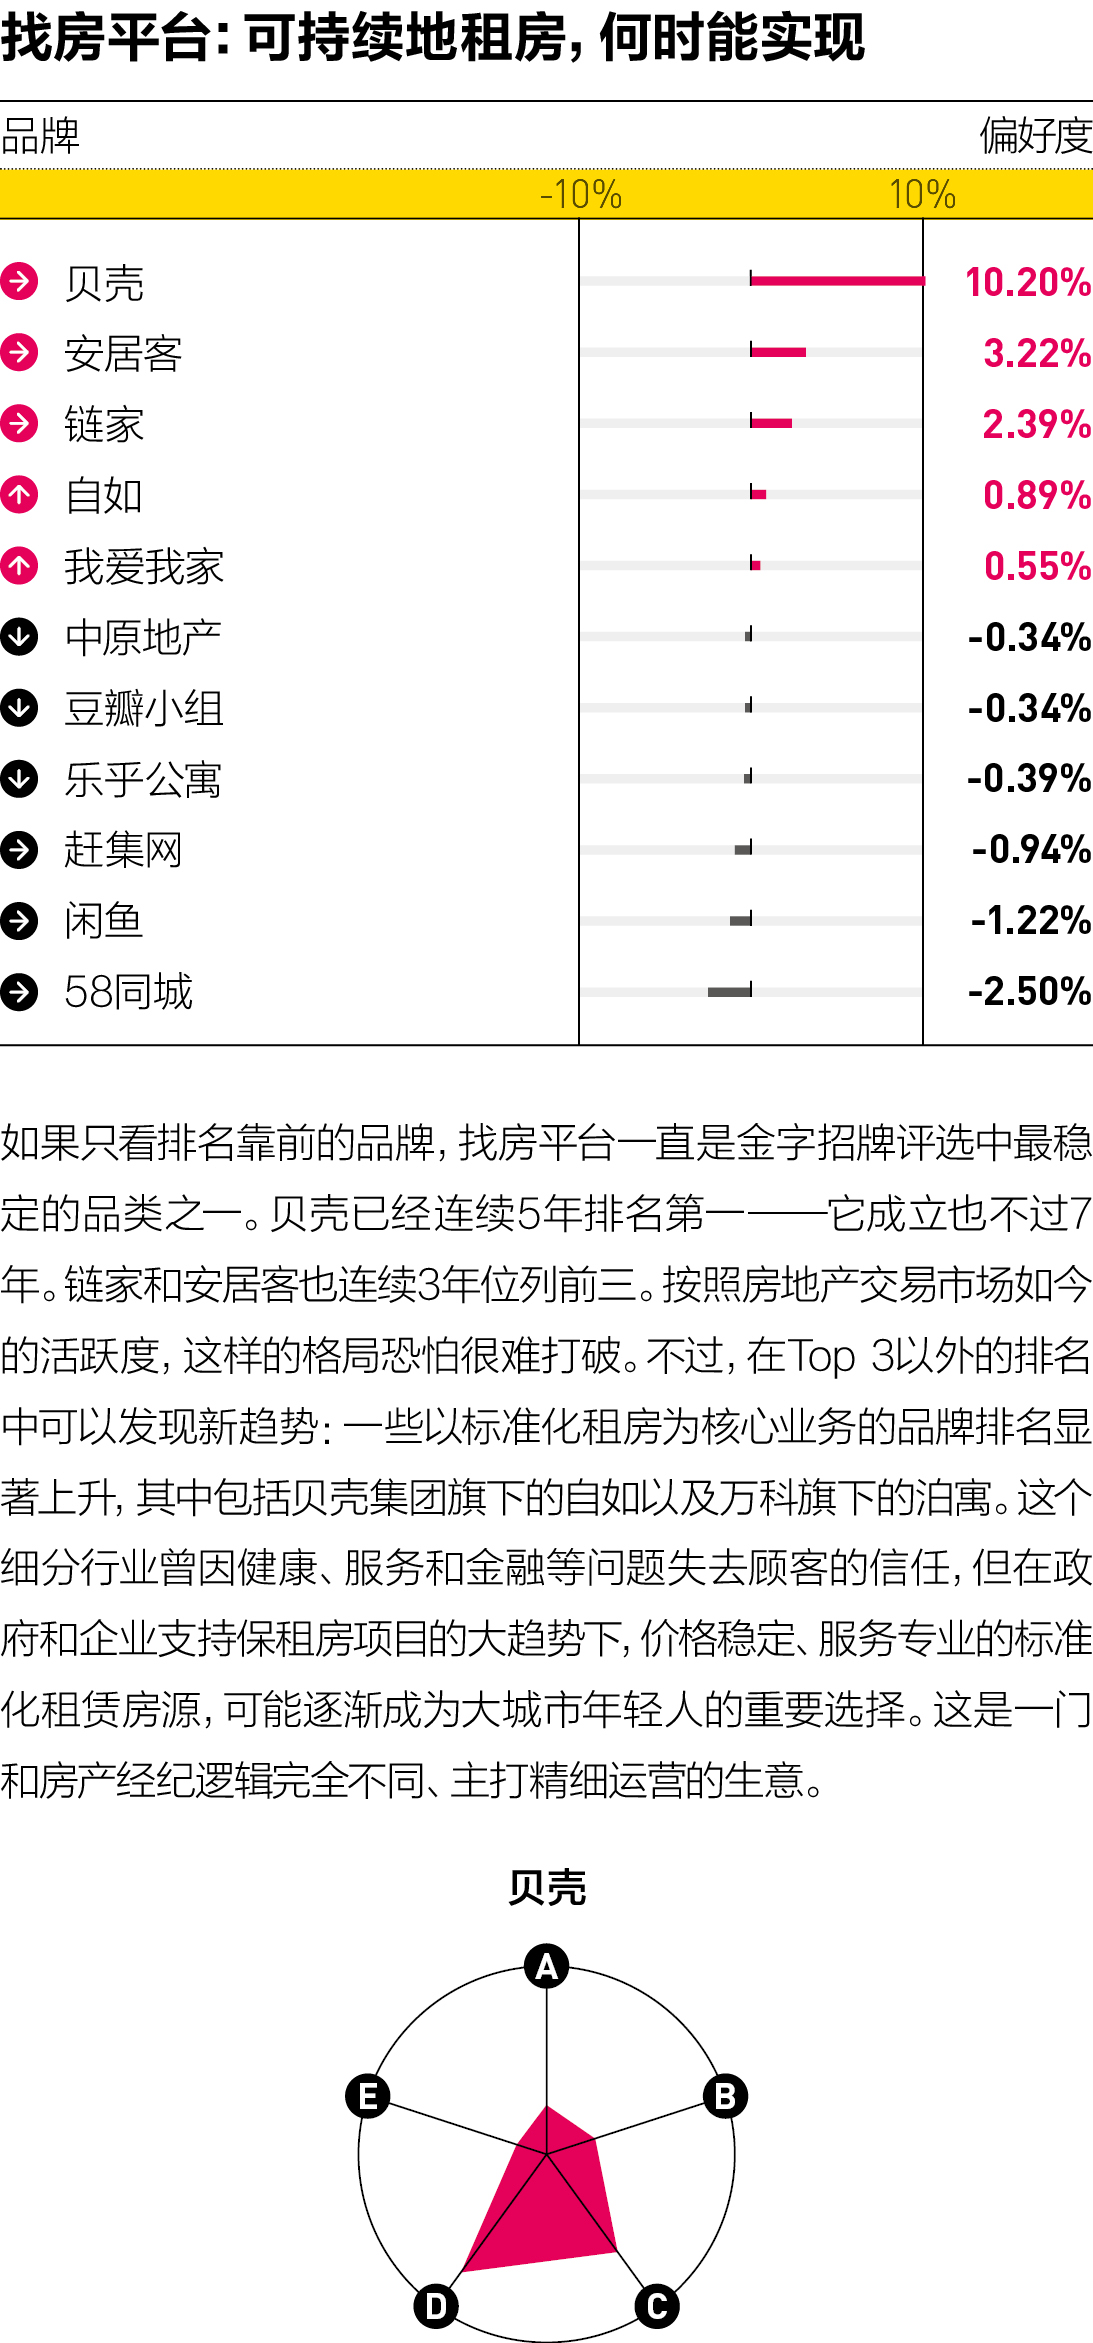 找房平台：可持续地租房，何时能实现
品牌 偏好度
-10% 10%
贝壳 10.20%
安居客 3.22%
链家 2.39%
自如 0.89%
我爱我家 0.55%
中原地产 -0.34%
豆瓣小组 -0.34%
乐乎公寓 -0.39%
赶集网 -0.94%
闲鱼 -1.22%
58同城 -2.50%
如果只看排名靠前的品牌，找房平台一直是金字招牌评选中最稳
定的品类之一。贝壳已经连续5年排名第一——它成立也不过7
年。链家和安居客也连续3年位列前三。按照房地产交易市场如今
的活跃度，这样的格局恐怕很难打破。不过，在Top 3以外的排名
中可以发现新趋势：一些以标准化租房为核心业务的品牌排名显
著上升，其中包括贝壳集团旗下的自如以及万科旗下的泊寓。这个
细分行业曾因健康、服务和金融等问题失去顾客的信任，但在政
府和企业支持保租房项目的大趋势下，价格稳定、服务专业的标准
化租赁房源，可能逐渐成为大城市年轻人的重要选择。这是一门
和房产经纪逻辑完全不同、主打精细运营的生意。
贝壳
A
E B
D C